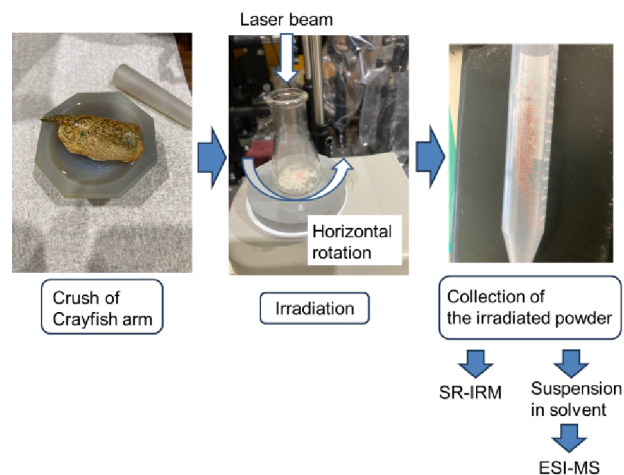 Laser beam
Horizontal
rotation
Crush of
Crayfish arm
Irradiation
Collection of
the irradiated powder
SR-IRM
Suspension
in solvent
ESI-MS